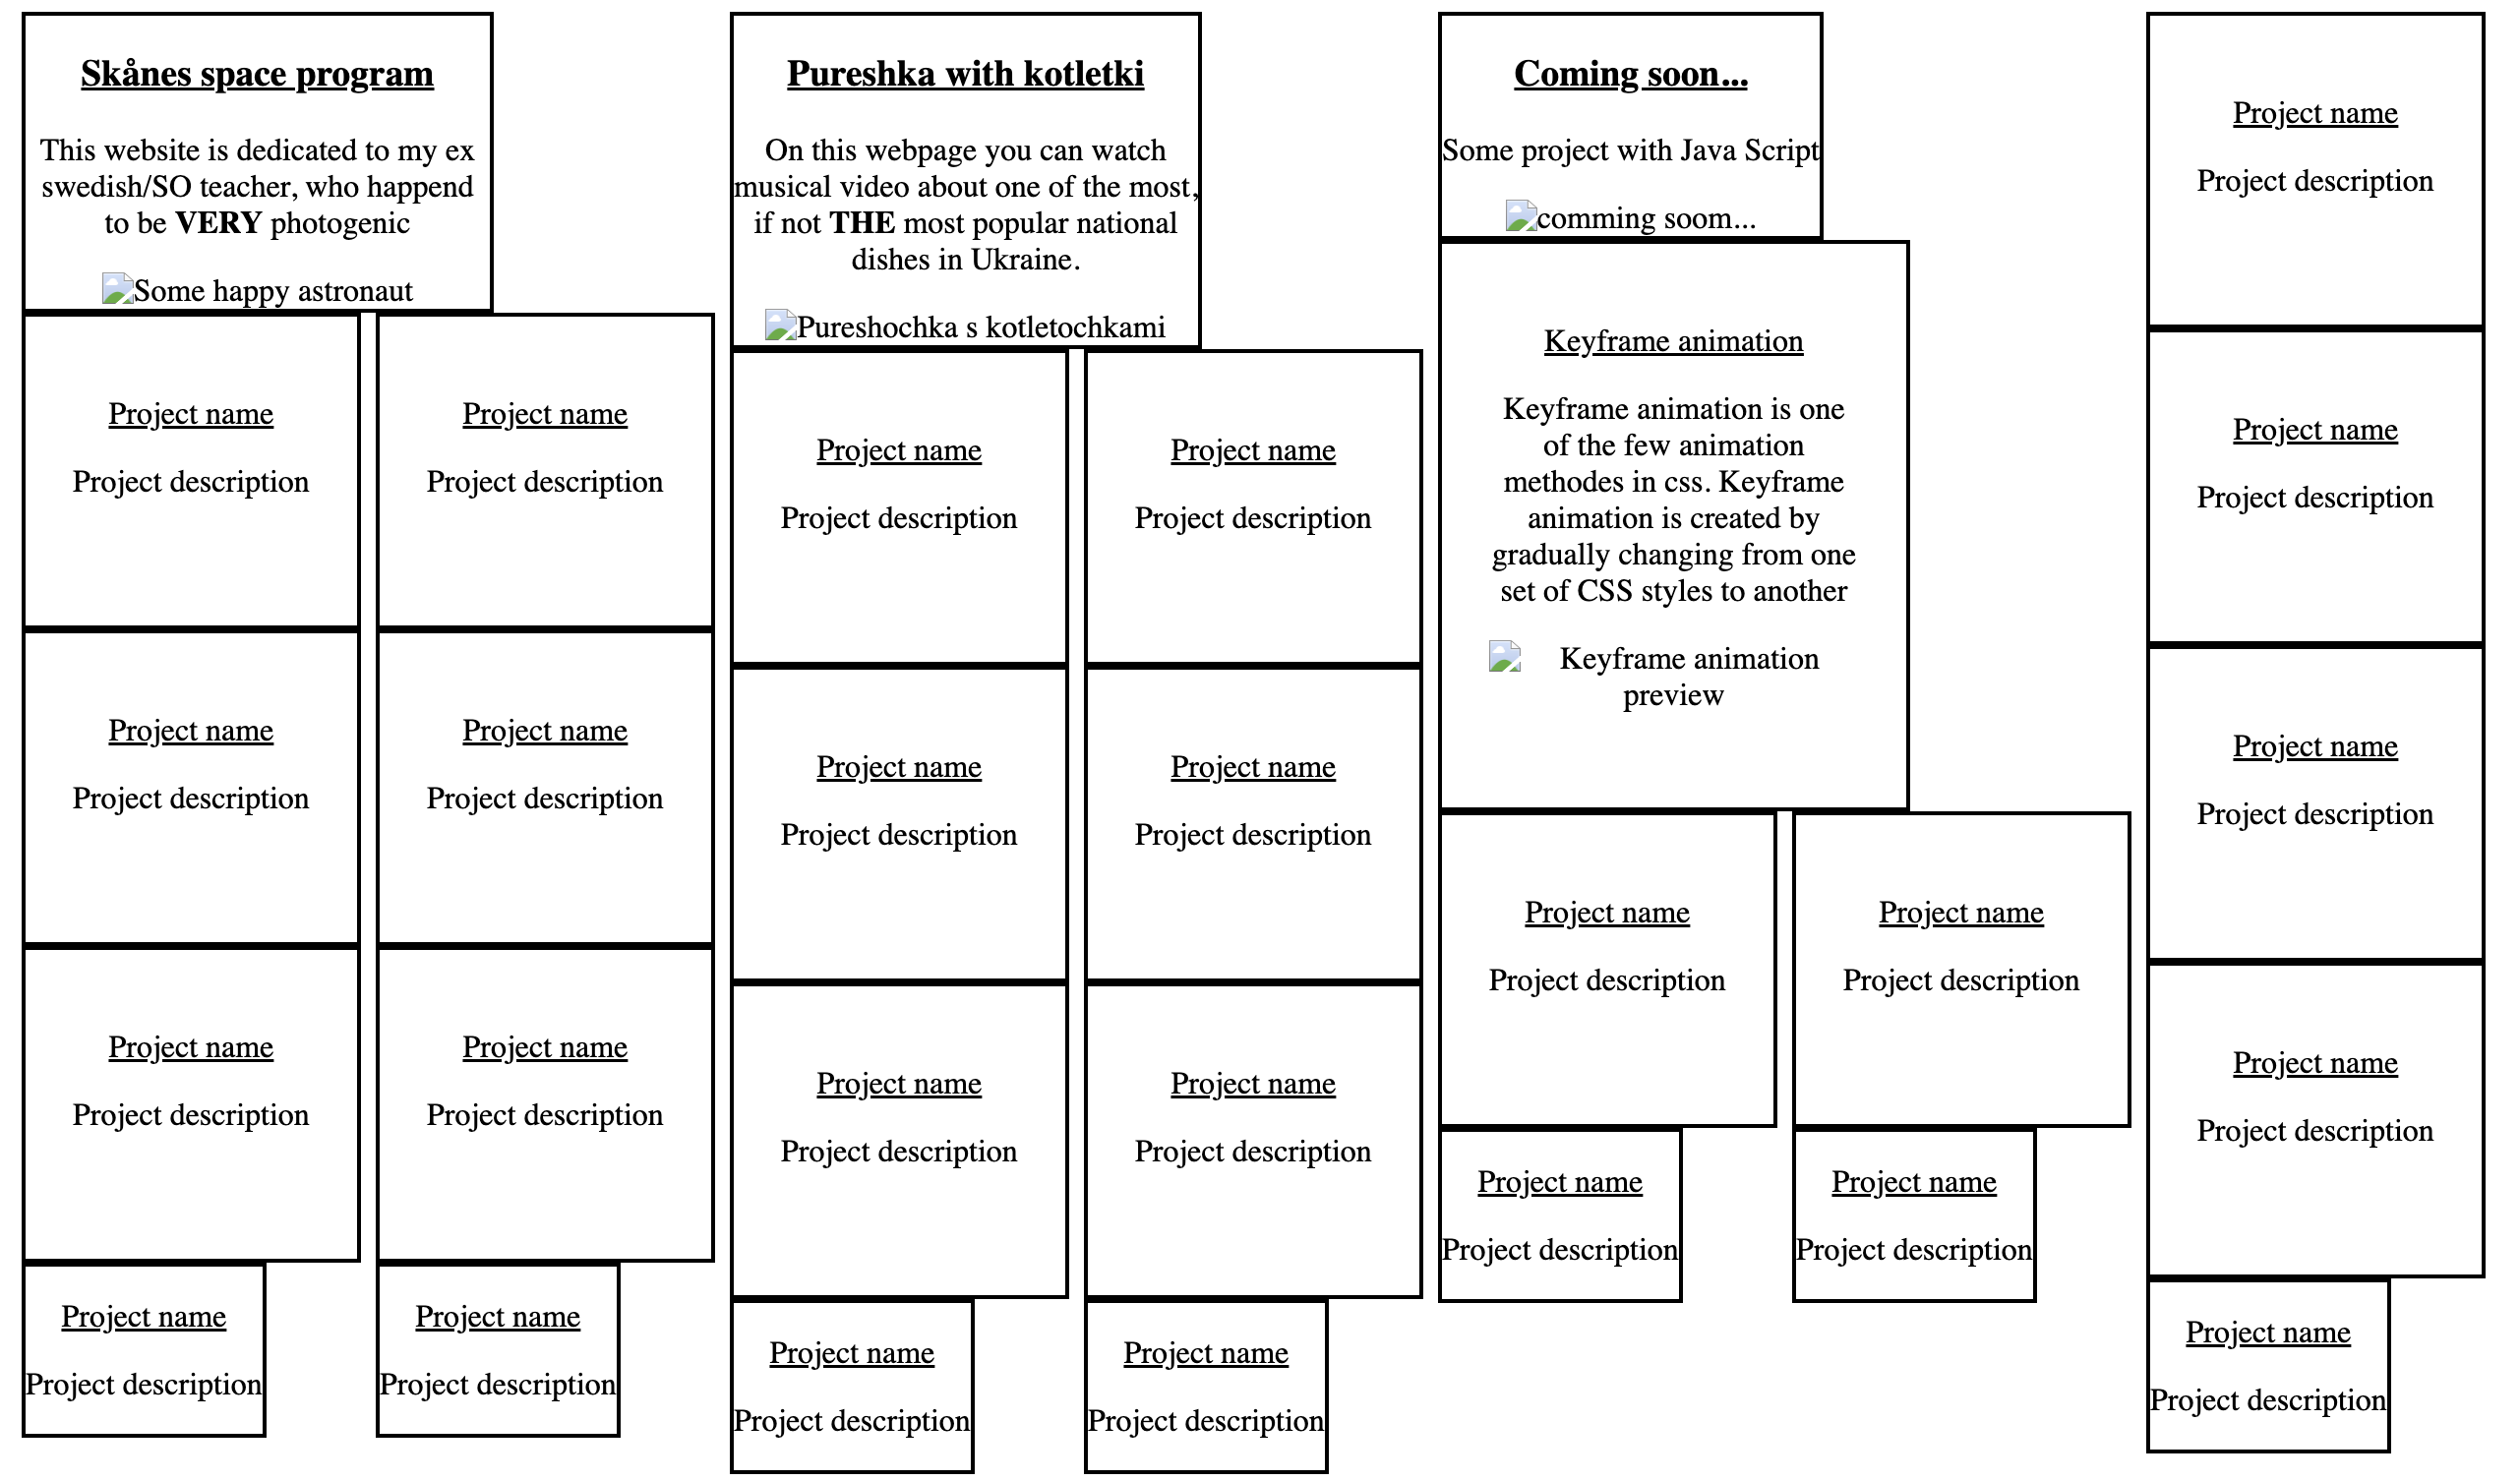 Skånes space program
This website is dedicated to my ex
swedish/SO teacher, who happend
to be VERY photogenic
Some happy astronaut
Project name
Project description
Project name
Project description
Project name
Project description
Project name
Project description
Project name
Project description
Project name
Project description
Project name
Project description
Project name
Project description
Pureshka with kotletki
On this webpage you can watch
musical video about one of the most,
if not THE most popular national
dishes in Ukraine.
Pureshochka s kotletochkami
Project name
Project description
Project name
Project description
Project name
Project description
Project name
Project description
Project name
Project description
Project name
Project description
Project name
Project description
Project name
Project description
Coming soon...
Some project with Java Script
comming soom...
Keyframe animation
Keyframe animation is one
of the few animation
methodes in css. Keyframe
animation is created by
gradually changing from one
set of CSS styles to another
Keyframe animation
preview
Project name
Project description
Project name
Project description
Project name
Project description
Project name
Project description
Project name
Project description
Project name
Project description
Project name
Project description
Project name
Project description
Project name
Project description